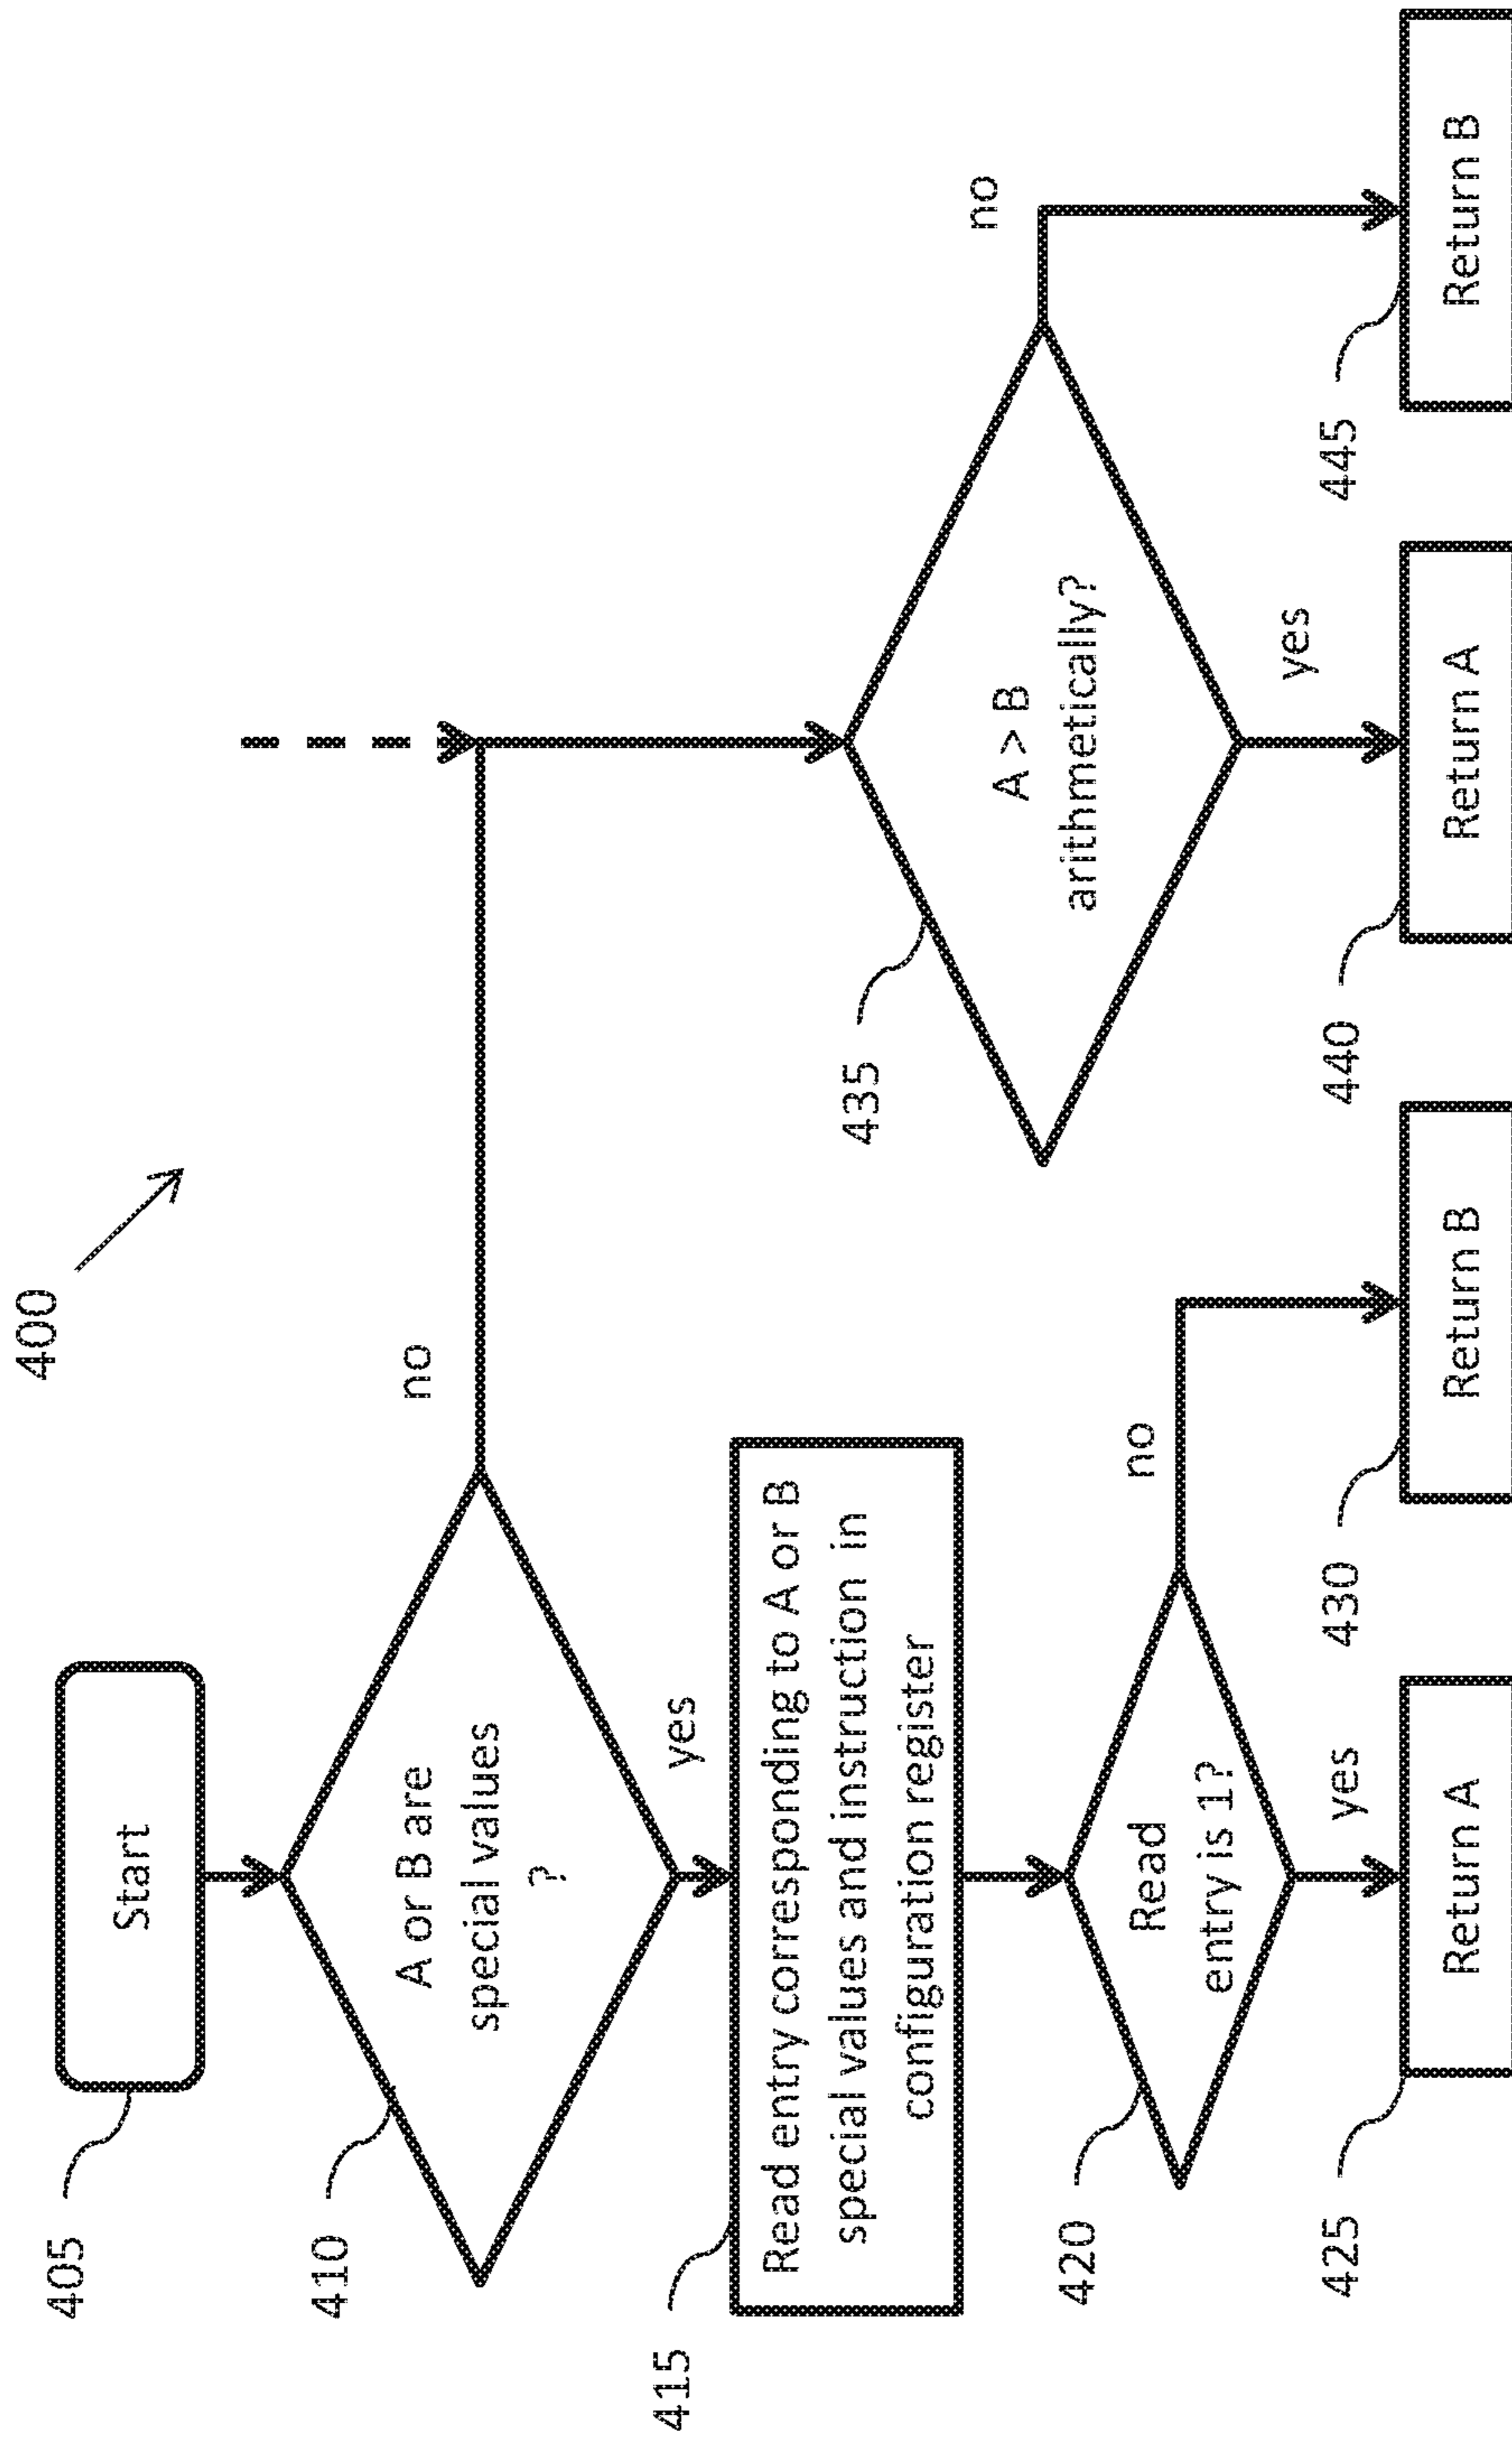 400
405
Start
410
A or B are
special values
?
no
yes
415
Read entry corresponding to A or B
special values and instruction in
configuration register
420
Read
entry is 1?
no
yes
435
A > B
arithmetically?
no
yes
425
Return A
430
Return B
440
Return A
445
Return B